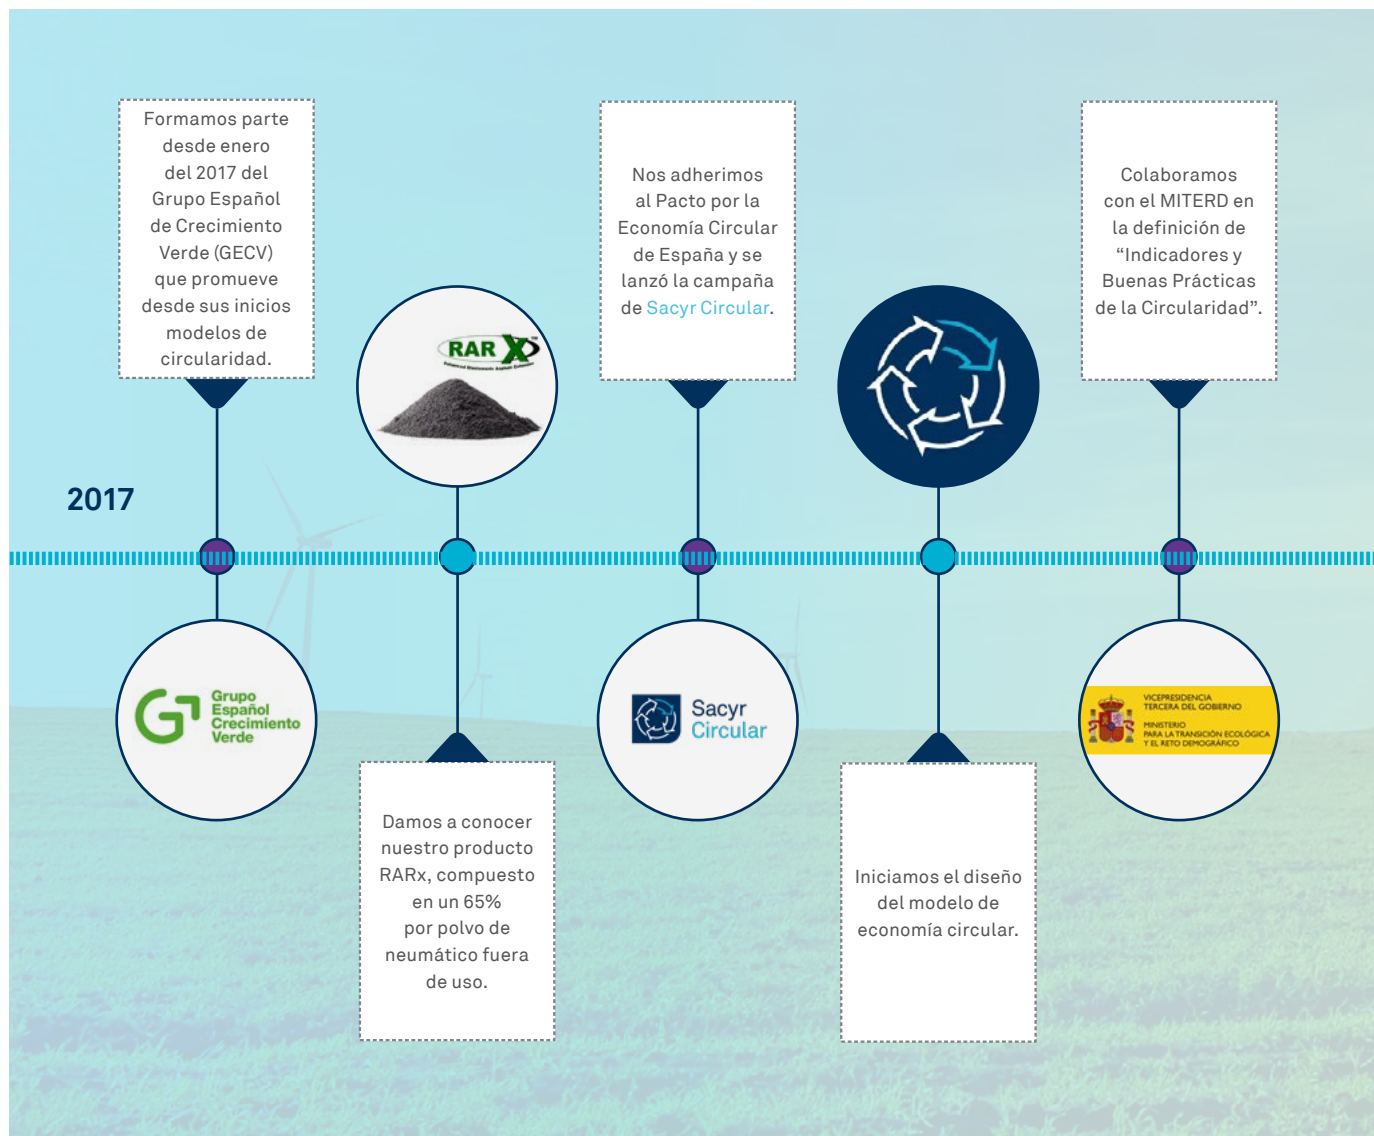 Formamos parte
desde enero
del 2017 del
Grupo Español
de Crecimiento
Verde (GECV)
que promueve
desde sus inicios
modelos de
circularidad.
RAR X
TM
Nos adherimos
al Pacto por la
Economía Circular
de España y se
lanzó la campaña
de Sacyr Circular.
Colaboramos
con el MITERD en
la definición de
“Indicadores y
Buenas Prácticas
de la Circularidad”.
2017
Grupo
Español
Crecimiento
Verde
Damos a conocer
nuestro producto
RARx, compuesto
en un 65%
por polvo de
neumático fuera
de uso.
Sacyr
Circular
Iniciamos el diseño
del modelo de
economía circular.
VICEPRESIDENCIA
TERCERA DEL GOBIERNO
MINISTERIO
PARA LA TRANSICIÓN ECOLÓGICA
Y EL RETO DEMOGRÁFICO